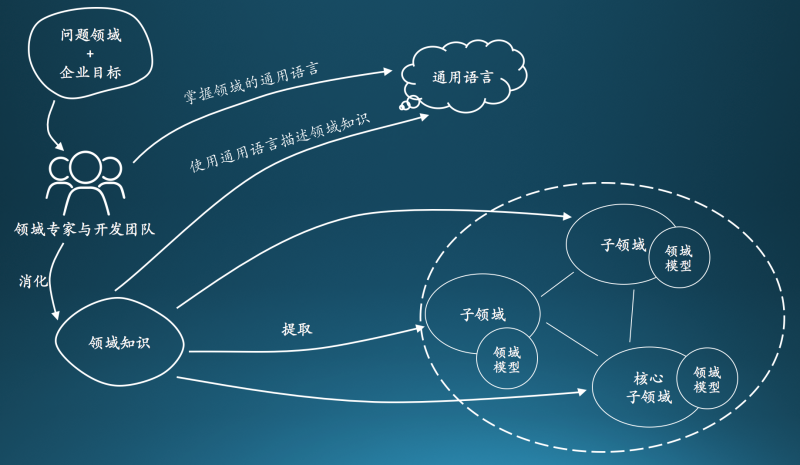 问题领域
+
企业目标
掌握领域的通用语言
通用语言
使用通用语言描述领域知识
领域专家与开发团队
消化
领域知识
提取
子领域
领域
模型
子领域
领域
模型
核心
子领域
领域
模型